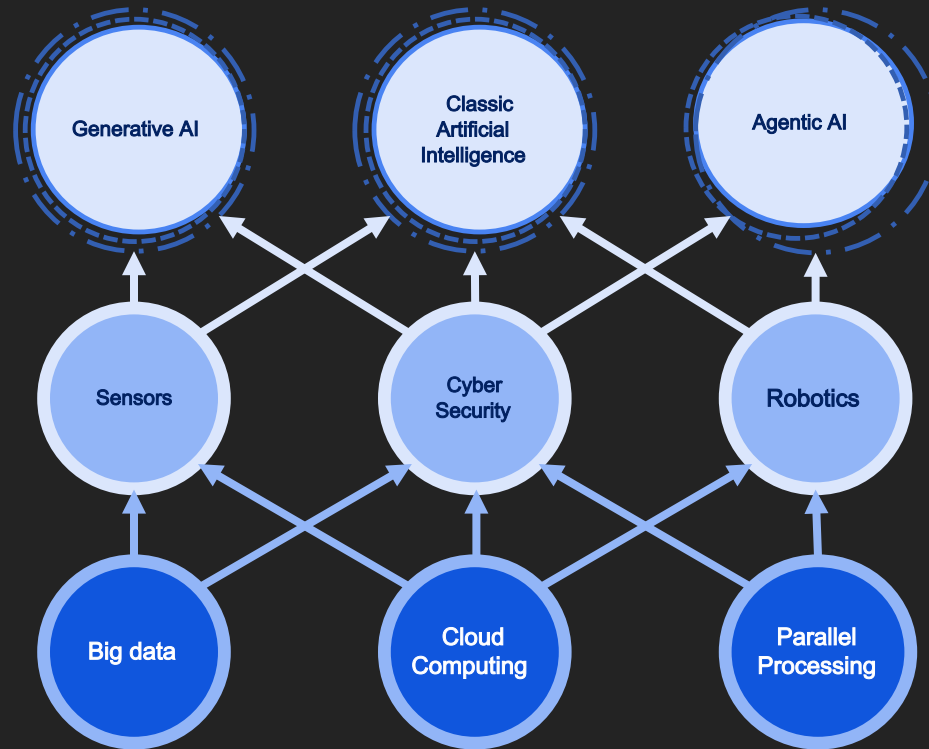 Generative AI
Classic
Artificial
Intelligence
Agentic AI
Sensors
Cyber
Security
Robotics
Big data
Cloud
Computing
Parallel
Processing